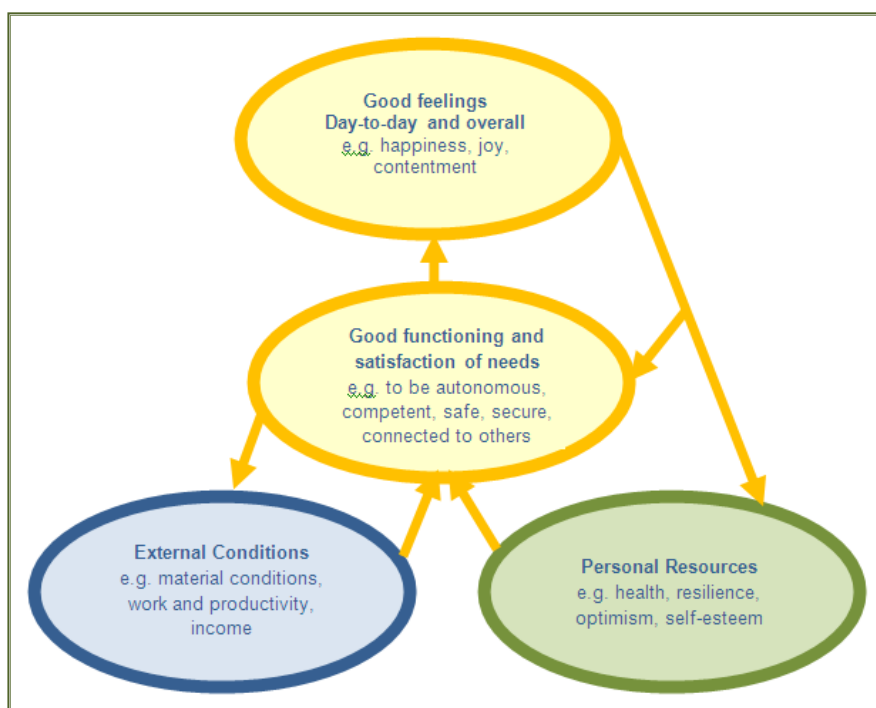 Good feelings
Day-to-day and overall
e.g. happiness, joy,
contentment
Good functioning and
satisfaction of needs
e.g. to be autonomous,
competent, safe, secure,
connected to others
External Conditions
e.g. material conditions,
work and productivity,
income
Personal Resources
e.g. health, resilience,
optimism, self-esteem